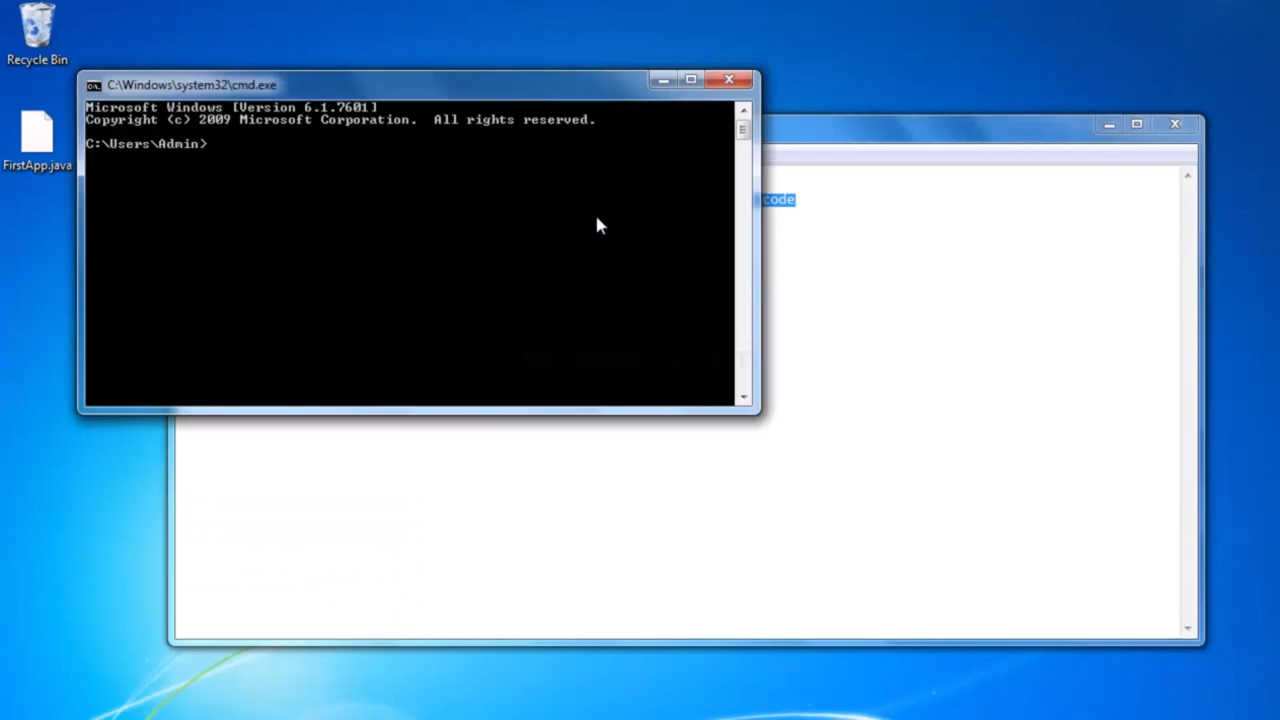 Recycle Bin
FirstApp.java
C:\Windows\system32\cmd.exe
Microsoft Windows [Version 6.1.7601]
Copyright (c) 2009 Microsoft Corporation.  All rights reserved.
C:\Users\Admin>
code